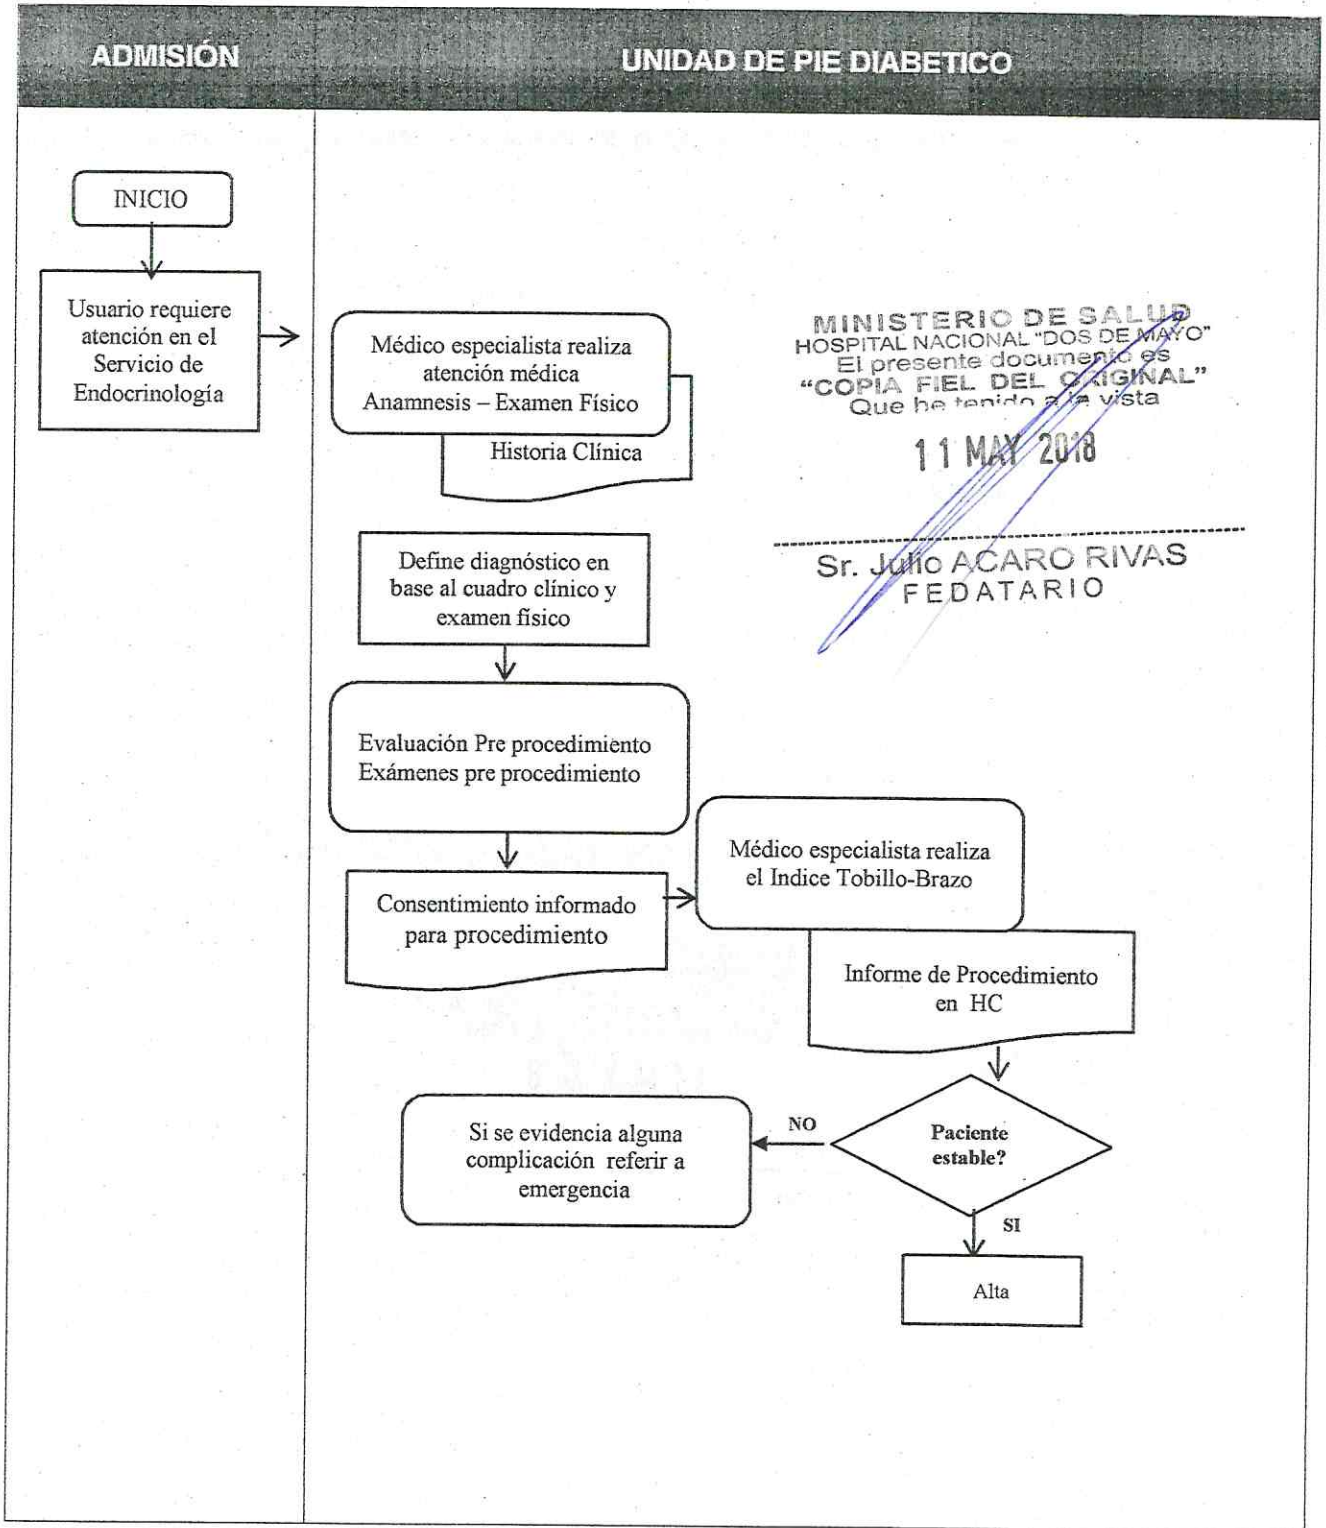 ADMISIÓN
UNIDAD DE PIE DIABETICO
INICIO
Usuario requiere
atención en el
Servicio de
Endocrinología
Médico especialista realiza
atención médica
Anamnesis – Examen Físico
Historia Clínica
MINISTERIO DE SALUD
HOSPITAL NACIONAL "DOS DE MAYO"
El presente documento es
"COPIA FIEL DEL ORIGINAL"
Que he tenido a la vista
11 MAY 2018
Sr. Julio ACARO RIVAS
FEDATARIO
Define diagnóstico en
base al cuadro clínico y
examen físico
Evaluación Pre procedimiento
Exámenes pre procedimiento
Consentimiento informado
para procedimiento
Médico especialista realiza
el Indice Tobillo-Brazo
Informe de Procedimiento
en HC
Paciente
estable?
NO
Si se evidencia alguna
complicación referir a
emergencia
SI
Alta